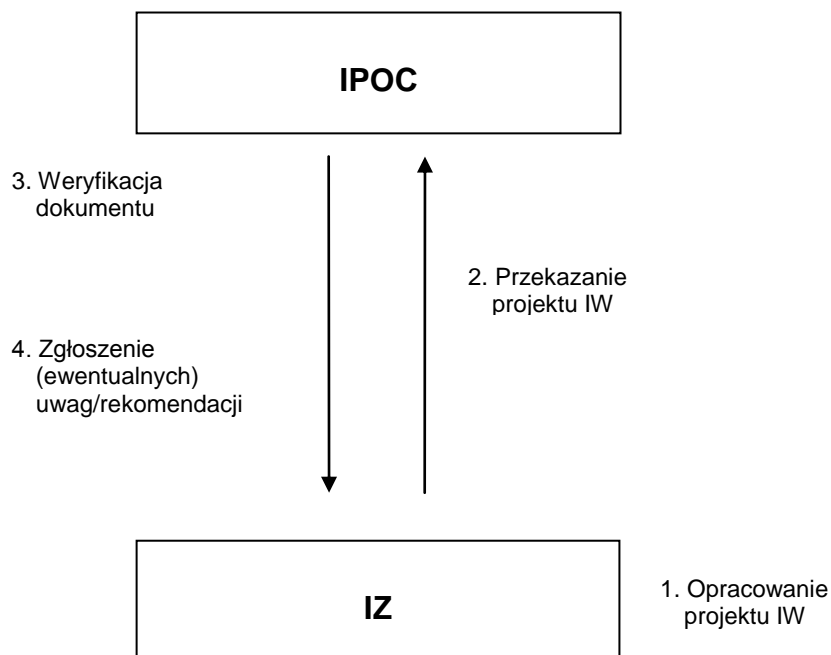 IPOC
3. Weryfikacja
dokumentu
2. Przekazanie
projektu IW
4. Zgłoszenie
(ewentualnych)
uwag/rekomendacji
IZ
1. Opracowanie
projektu IW